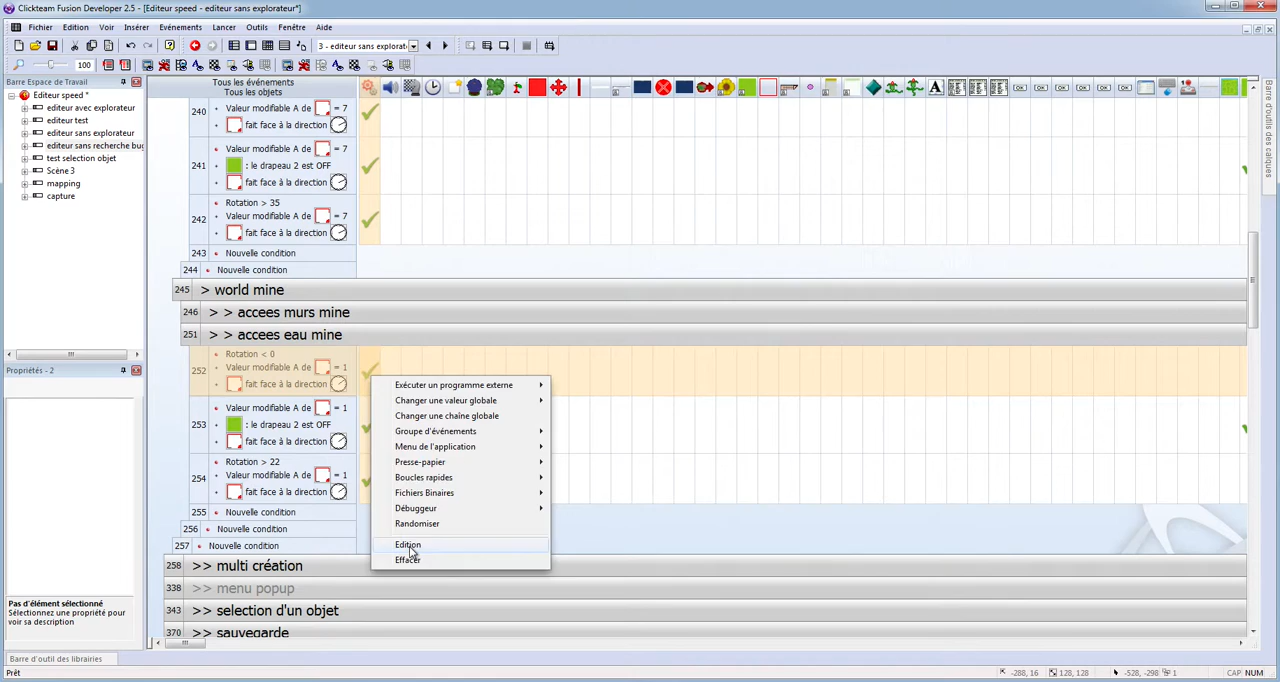 Clickteam Fusion Developer 2.5 - [Editeur speed - editeur sans explorateur*]
Fichier Edition Voir Insérer Evénements Lancer Outils Fenêtre Aide
3 - editeur sans explorat
100
Barre Espace de Travail
Editeur speed *
editeur avec explorateur
editeur test
editeur sans explorateur
editeur sans recherche bug
test selection objet
Scène 3
mapping
capture
Propriétés - 2
Pas d'élément sélectionné
Sélectionnez une propriété pour
voir sa description
Barre d'outil des librairies
Prêt
Tous les événements
Tous les objets
240
Valeur modifiable A de = 7
fait face à la direction
241
Valeur modifiable A de = 7
: le drapeau 2 est OFF
fait face à la direction
242
Rotation > 35
Valeur modifiable A de = 7
fait face à la direction
243 Nouvelle condition
244 Nouvelle condition
245 > world mine
246 > > accees murs mine
251 > > accees eau mine
252
Rotation < 0
Valeur modifiable A de = 1
fait face à la direction
253
Valeur modifiable A de = 1
: le drapeau 2 est OFF
fait face à la direction
254
Rotation > 22
Valeur modifiable A de = 1
fait face à la direction
255 Nouvelle condition
256 Nouvelle condition
257 Nouvelle condition
258 >> multi création
338 >> menu popup
343 >> selection d'un objet
370 >> sauvegarde
Exécuter un programme externe
Changer une valeur globale
Changer une chaîne globale
Groupe d'événements
Menu de l'application
Presse-papier
Boucles rapides
Fichiers Binaires
Débuggeur
Randomiser
Edition
Effacer
Barre d'outils des calques
-288, 16 128, 128 -528, -298 1 CAP NUM